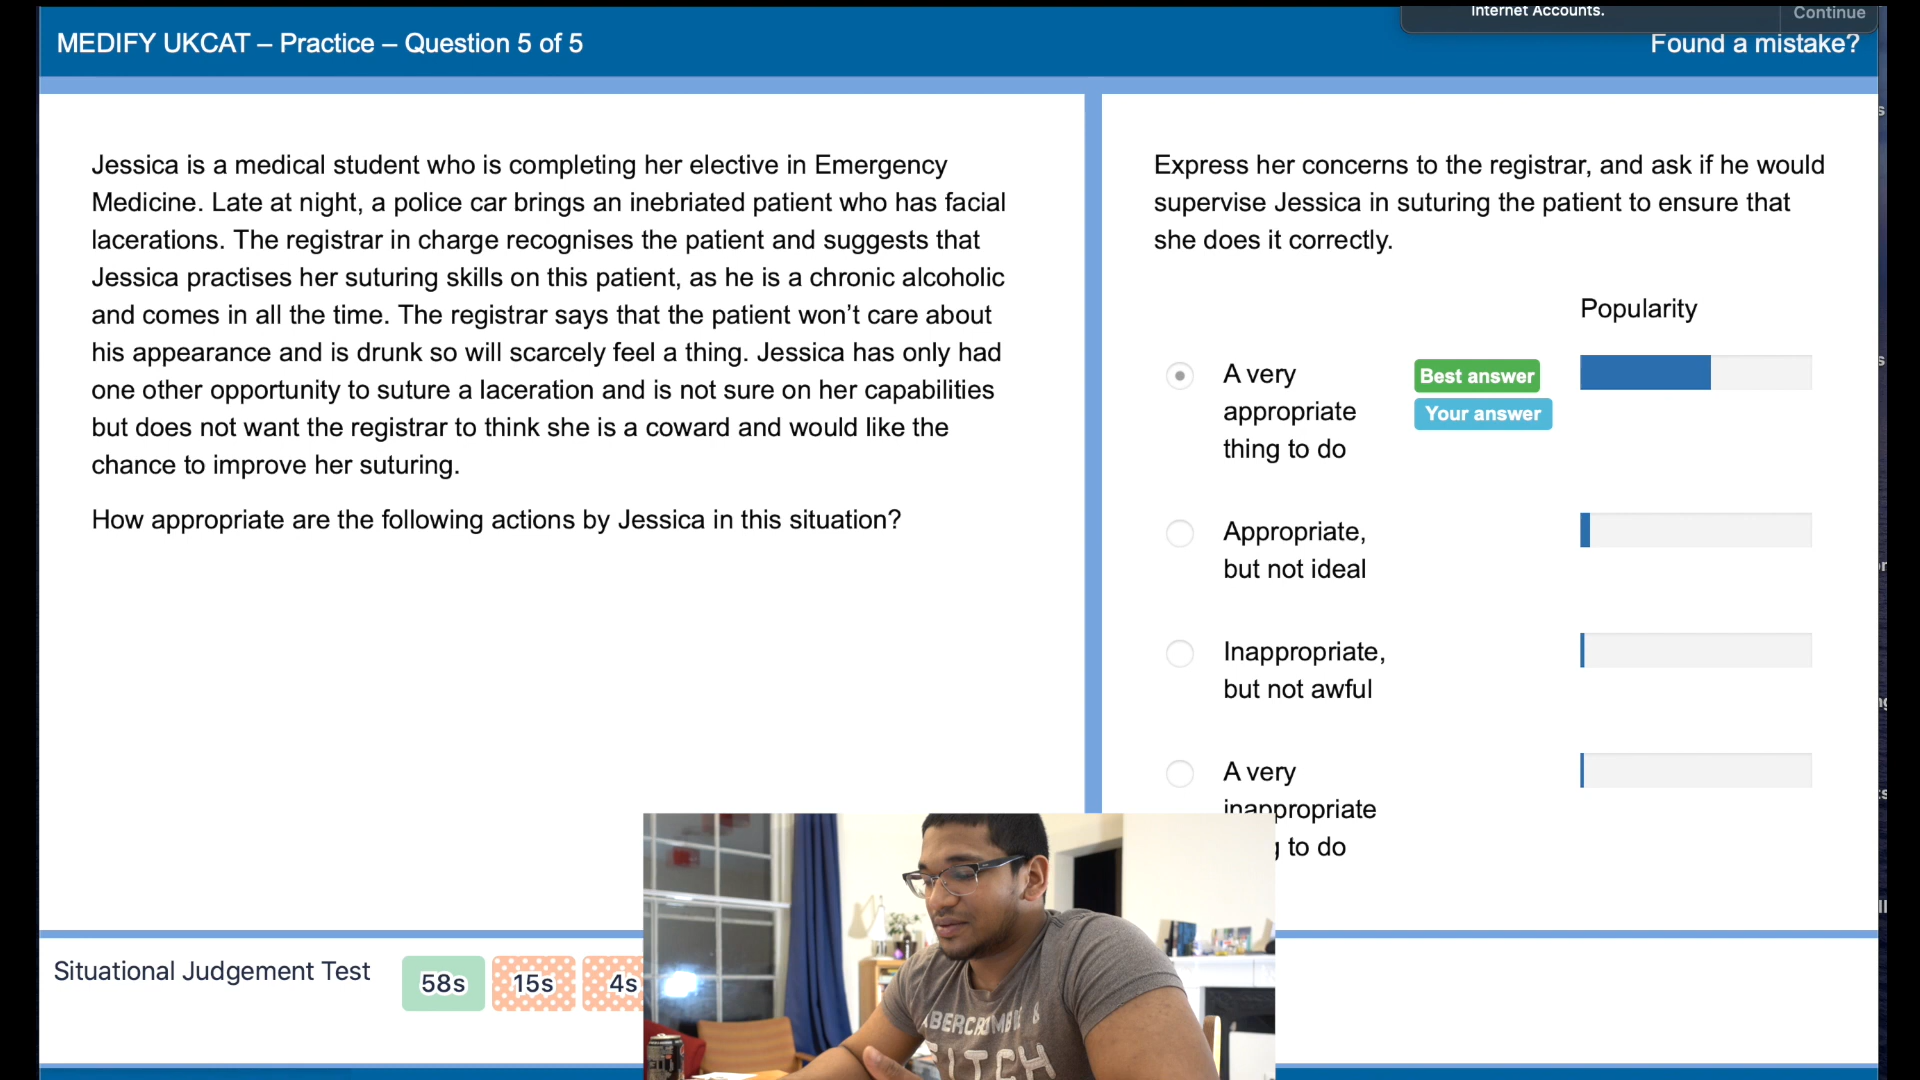 Internet Accounts.
Continue
MEDIFY UKCAT – Practice – Question 5 of 5
Found a mistake?
Jessica is a medical student who is completing her elective in Emergency
Medicine. Late at night, a police car brings an inebriated patient who has facial
lacerations. The registrar in charge recognises the patient and suggests that
Jessica practises her suturing skills on this patient, as he is a chronic alcoholic
and comes in all the time. The registrar says that the patient won’t care about
his appearance and is drunk so will scarcely feel a thing. Jessica has only had
one other opportunity to suture a laceration and is not sure on her capabilities
but does not want the registrar to think she is a coward and would like the
chance to improve her suturing.
How appropriate are the following actions by Jessica in this situation?
Express her concerns to the registrar, and ask if he would
supervise Jessica in suturing the patient to ensure that
she does it correctly.
Popularity
A very
appropriate
thing to do
Best answer
Your answer
Appropriate,
but not ideal
Inappropriate,
but not awful
A very
inappropriate
to do
Situational Judgement Test
58s
15s
4s